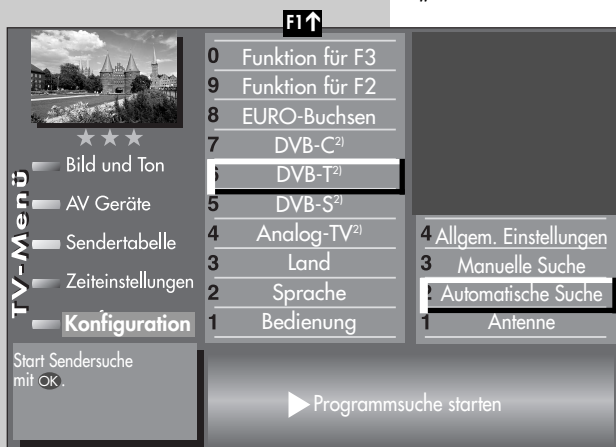 F1↑
0 Funktion für F3
9 Funktion für F2
8 EURO-Buchsen
7 DVB-C²⁾
6 DVB-T²⁾
5 DVB-S²⁾
4 Analog-TV²⁾
3 Land
2 Sprache
1 Bedienung
TV-Menü
Bild und Ton
AV Geräte
Sendertabelle
Zeiteinstellungen
Konfiguration
4 Allgem. Einstellungen
3 Manuelle Suche
2 Automatische Suche
1 Antenne
Start Sendersuche
mit OK.
Programmsuche starten